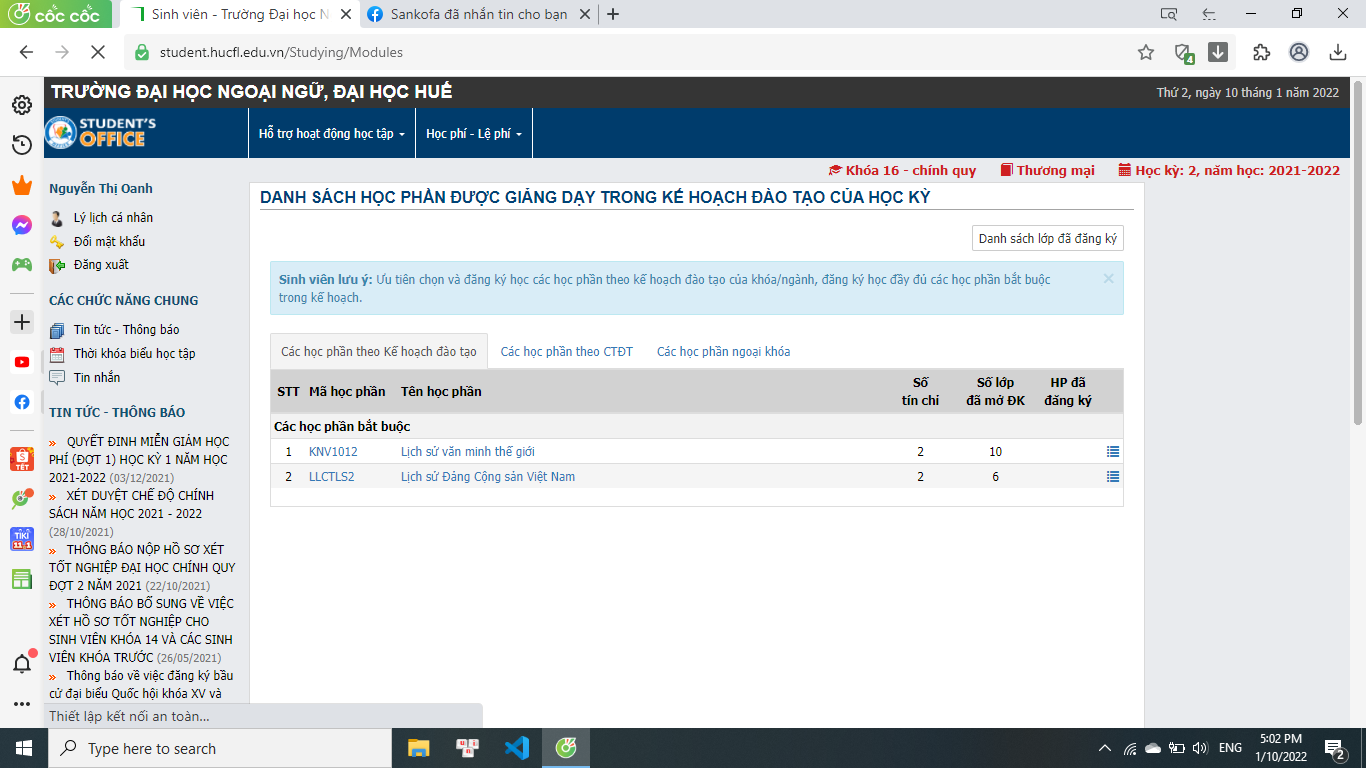 cốc cốc
Sinh viên - Trường Đại học N
Sankofa đã nhắn tin cho bạn
student.hucfl.edu.vn/Studying/Modules
4
TRƯỜNG ĐẠI HỌC NGOẠI NGỮ, ĐẠI HỌC HUẾ
Thứ 2, ngày 10 tháng 1 năm 2022
STUDENT'S
OFFICE
Hỗ trợ hoạt động học tập
Học phí - Lệ phí
Khóa 16 - chính quy
Thương mại
Học kỳ: 2, năm học: 2021-2022
Nguyễn Thị Oanh
Lý lịch cá nhân
Đổi mật khẩu
Đăng xuất
CÁC CHỨC NĂNG CHUNG
Tin tức - Thông báo
Thời khóa biểu học tập
Tin nhắn
TIN TỨC - THÔNG BÁO
» QUYẾT ĐỊNH MIỄN GIẢM HỌC
PHÍ (ĐỢT 1) HỌC KỲ 1 NĂM HỌC
2021-2022 (03/12/2021)
» XÉT DUYỆT CHẾ ĐỘ CHÍNH
SÁCH NĂM HỌC 2021 - 2022
(28/10/2021)
» THÔNG BÁO NỘP HỒ SƠ XÉT
TỐT NGHIỆP ĐẠI HỌC CHÍNH QUY
ĐỢT 2 NĂM 2021 (22/10/2021)
» THÔNG BÁO BỔ SUNG VỀ VIỆC
XÉT HỒ SƠ TỐT NGHIỆP CHO
SINH VIÊN KHÓA 14 VÀ CÁC SINH
VIÊN KHÓA TRƯỚC (26/05/2021)
» Thông báo về việc đăng ký bầu
cử đại biểu Quốc hội khóa XV và
DANH SÁCH HỌC PHẦN ĐƯỢC GIẢNG DẠY TRONG KẾ HOẠCH ĐÀO TẠO CỦA HỌC KỲ
Danh sách lớp đã đăng ký
Sinh viên lưu ý: Ưu tiên chọn và đăng ký học các học phần theo kế hoạch đào tạo của khóa/ngành, đăng ký học đầy đủ các học phần bắt buộc
trong kế hoạch.
Các học phần theo Kế hoạch đào tạo
Các học phần theo CTĐT
Các học phần ngoại khóa
STT Mã học phần Tên học phần Số tín chỉ Số lớp đã mở ĐK HP đã đăng ký
Các học phần bắt buộc
1 KNV1012 Lịch sử văn minh thế giới 2 10
2 LLCTLS2 Lịch sử Đảng Cộng sản Việt Nam 2 6
TẾT
TIKI
11.1
Thiết lập kết nối an toàn...
Type here to search
ENG
5:02 PM
1/10/2022
2